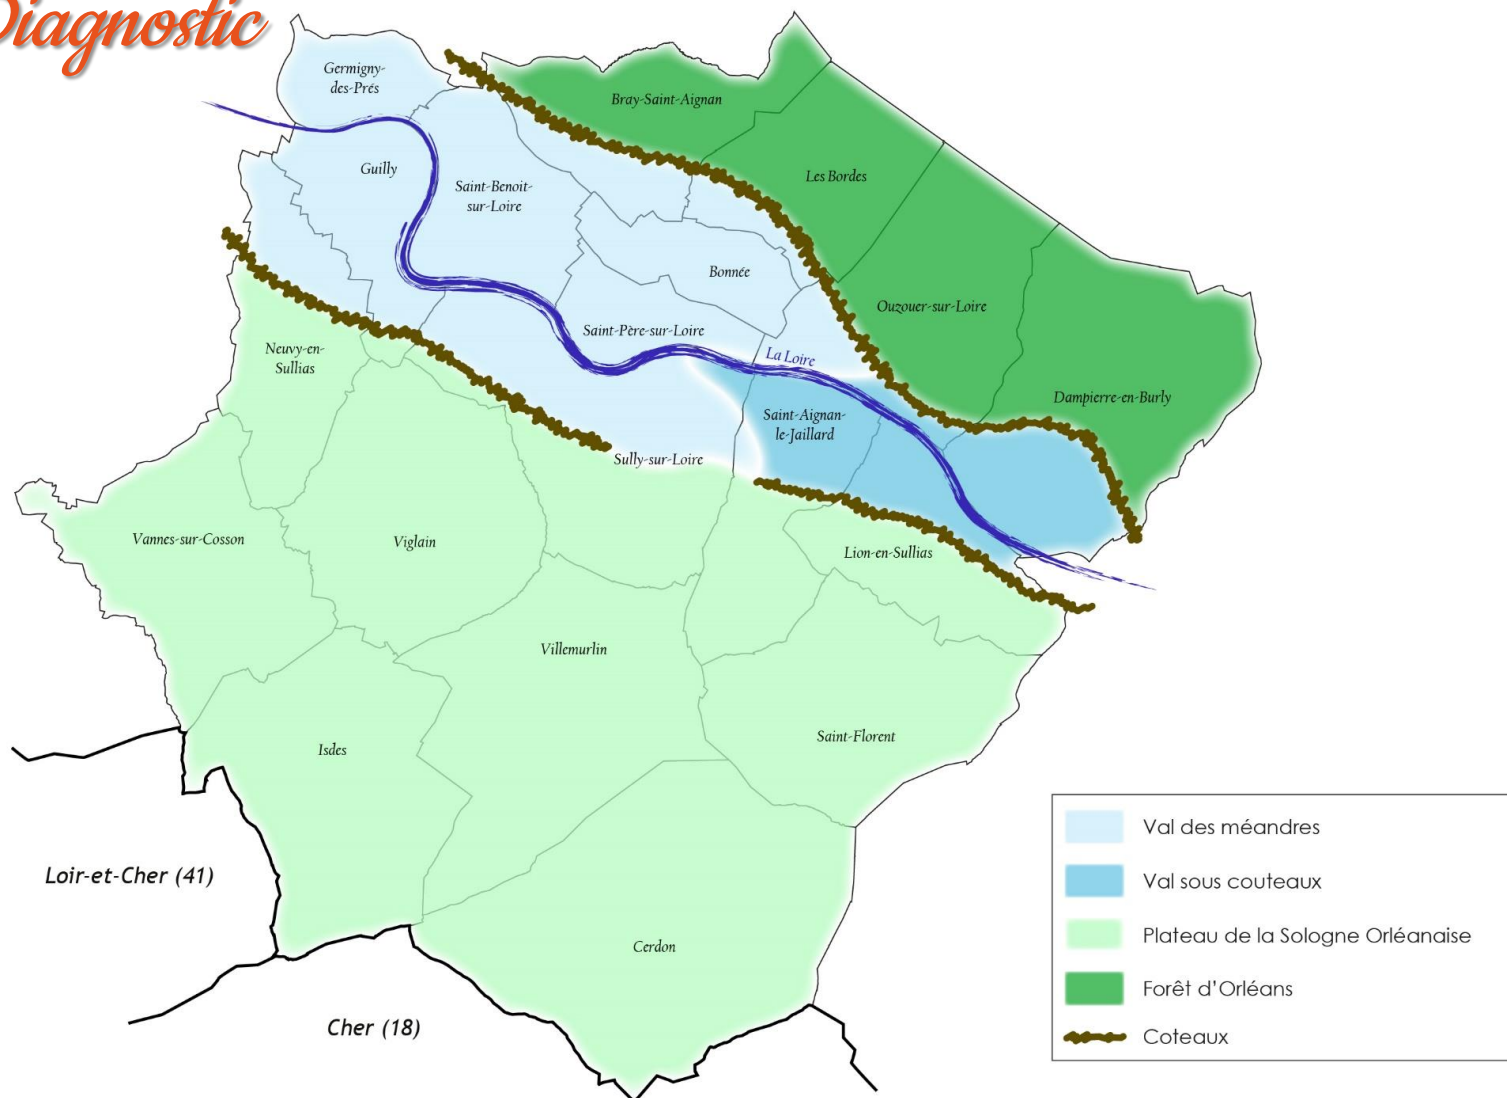 Diagnostic
Germigny-
des-Prés
Bray-Saint-Aignan
Guilly
Saint-Benoit-
sur-Loire
Les Bordes
Bonnée
Ouzouer-sur-Loire
Saint-Père-sur-Loire
La Loire
Neuvy-en-
Sullias
Dampierre-en-Burly
Saint-Aignan-
le-Jaillard
Sully-sur-Loire
Vannes-sur-Cosson
Viglain
Lion-en-Sullias
Villemurlin
Saint-Florent
Isdes
Loir-et-Cher (41)
Cerdon
Cher (18)
Val des méandres
Val sous couteaux
Plateau de la Sologne Orléanaise
Forêt d'Orléans
Coteaux